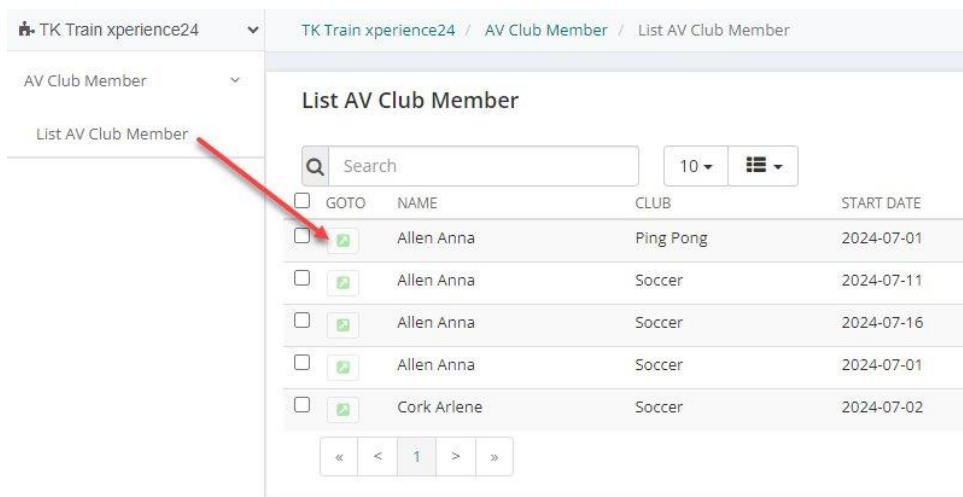 TK Train xperience24
TK Train xperience24 / AV Club Member / List AV Club Member
AV Club Member
List AV Club Member
List AV Club Member
Search
10
GOTO NAME CLUB START DATE
Allen Anna Ping Pong 2024-07-01
Allen Anna Soccer 2024-07-11
Allen Anna Soccer 2024-07-16
Allen Anna Soccer 2024-07-01
Cork Arlene Soccer 2024-07-02
« < 1 > »